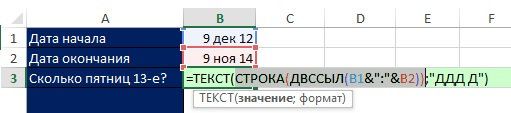 A B C D E F
1 Дата начала 9 дек 12
2 Дата окончания 9 ноя 14
3 Сколько пятниц 13-е? =ТЕКСТ(СТРОКА(ДВССЫЛ(B1&":"&B2));"ДДД Д")
ТЕКСТ(значение; формат)